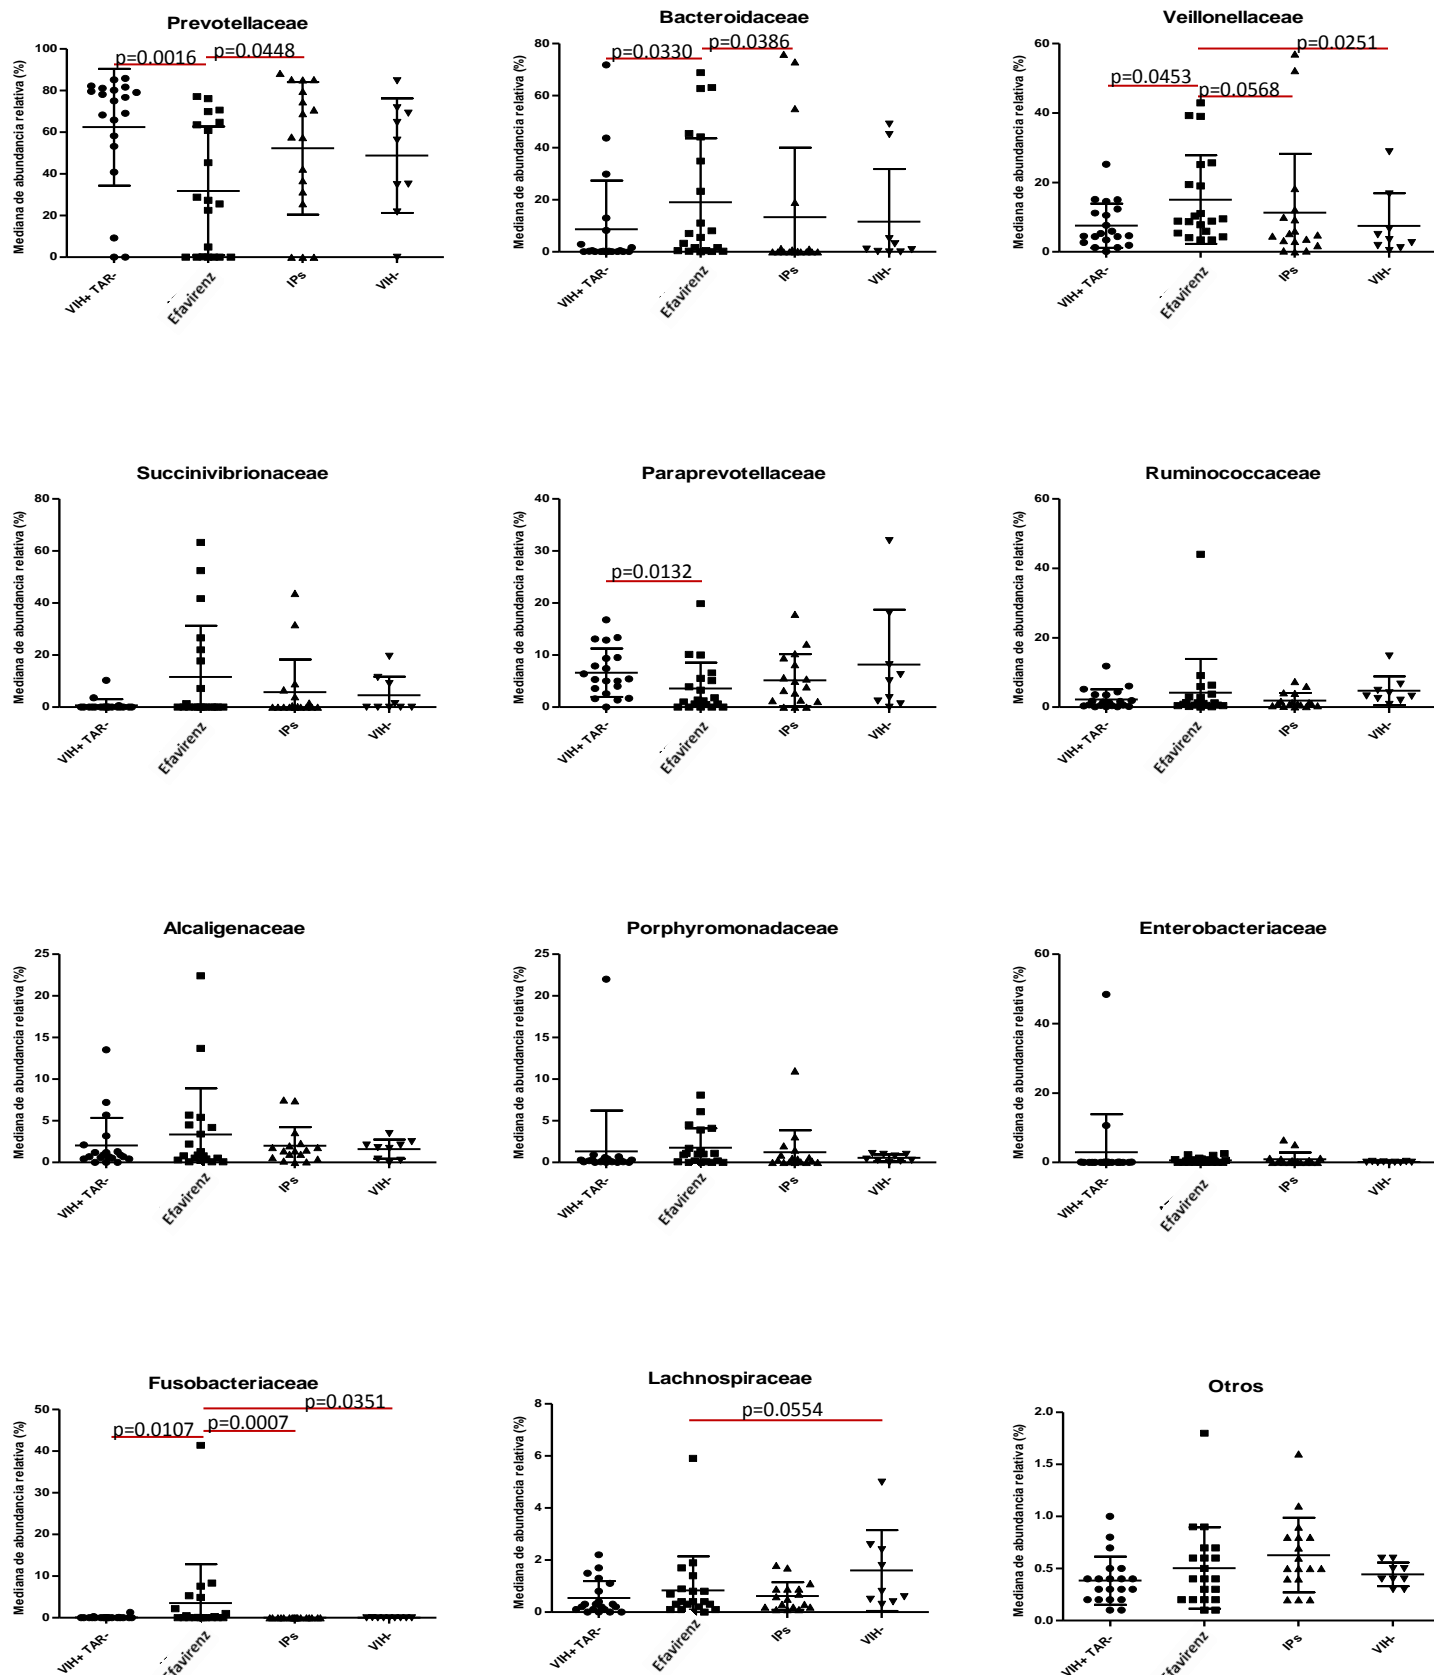 Prevotellaceae
Mediana de abundancia relativa (%)
100
80
60
40
20
0
p=0.0016
p=0.0448
VIH+ TAR-
Efavirenz
IPs
VIH-
Bacteroidaceae
Mediana de abundancia relativa (%)
80
60
40
20
0
p=0.0330
p=0.0386
VIH+ TAR-
Efavirenz
IPs
VIH-
Veillonellaceae
Mediana de abundancia relativa (%)
60
40
20
0
p=0.0251
p=0.0453
p=0.0568
VIH+ TAR-
Efavirenz
IPs
VIH-
Succinivibrionaceae
Mediana de abundancia relativa (%)
80
60
40
20
0
VIH+ TAR-
Efavirenz
IPs
VIH-
Paraprevotellaceae
Mediana de abundancia relativa (%)
40
30
20
10
0
p=0.0132
VIH+ TAR-
Efavirenz
IPs
VIH-
Ruminococcaceae
Mediana de abundancia relativa (%)
60
40
20
0
VIH+ TAR-
Efavirenz
IPs
VIH-
Alcaligenaceae
Mediana de abundancia relativa (%)
25
20
15
10
5
0
VIH+ TAR-
Efavirenz
IPs
VIH-
Porphyromonadaceae
Mediana de abundancia relativa (%)
25
20
15
10
5
0
VIH+ TAR-
Efavirenz
IPs
VIH-
Enterobacteriaceae
Mediana de abundancia relativa (%)
60
40
20
0
VIH+ TAR-
Efavirenz
IPs
VIH-
Fusobacteriaceae
Mediana de abundancia relativa (%)
50
40
30
20
10
0
p=0.0351
p=0.0107
p=0.0007
VIH+ TAR-
Efavirenz
IPs
VIH-
Lachnospiraceae
Mediana de abundancia relativa (%)
8
6
4
2
0
p=0.0554
VIH+ TAR-
Efavirenz
IPs
VIH-
Otros
Mediana de abundancia relativa (%)
2.0
1.5
1.0
0.5
0.0
VIH+ TAR-
Efavirenz
IPs
VIH-